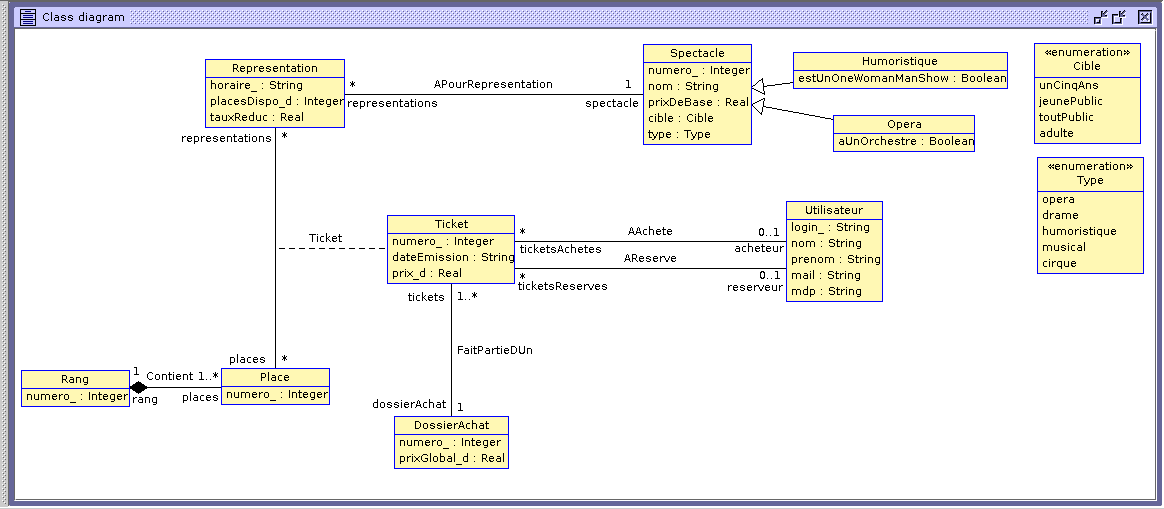 Class diagram
Representation
horaire_ : String
placesDispo_d : Integer
tauxReduc : Real
* APourRepresentation 1
representations spectacle
Spectacle
numero_ : Integer
nom : String
prixDeBase : Real
cible : Cible
type : Type
Humoristique
estUnOneWomanManShow : Boolean
Opera
aUnOrchestre : Boolean
«enumeration»
Cible
unCinqAns
jeunePublic
toutPublic
adulte
«enumeration»
Type
opera
drame
humoristique
musical
cirque
representations *
Ticket
Ticket
numero_ : Integer
dateEmission : String
prix_d : Real
* AAchete 0..1
ticketsAchetes acheteur
AReserve
* 0..1
ticketsReserves reserveur
Utilisateur
login_ : String
nom : String
prenom : String
mail : String
mdp : String
tickets 1..*
FaitPartieDUn
dossierAchat 1
DossierAchat
numero_ : Integer
prixGlobal_d : Real
places *
Rang
numero_ : Integer
1 Contient 1..*
rang places
Place
numero_ : Integer